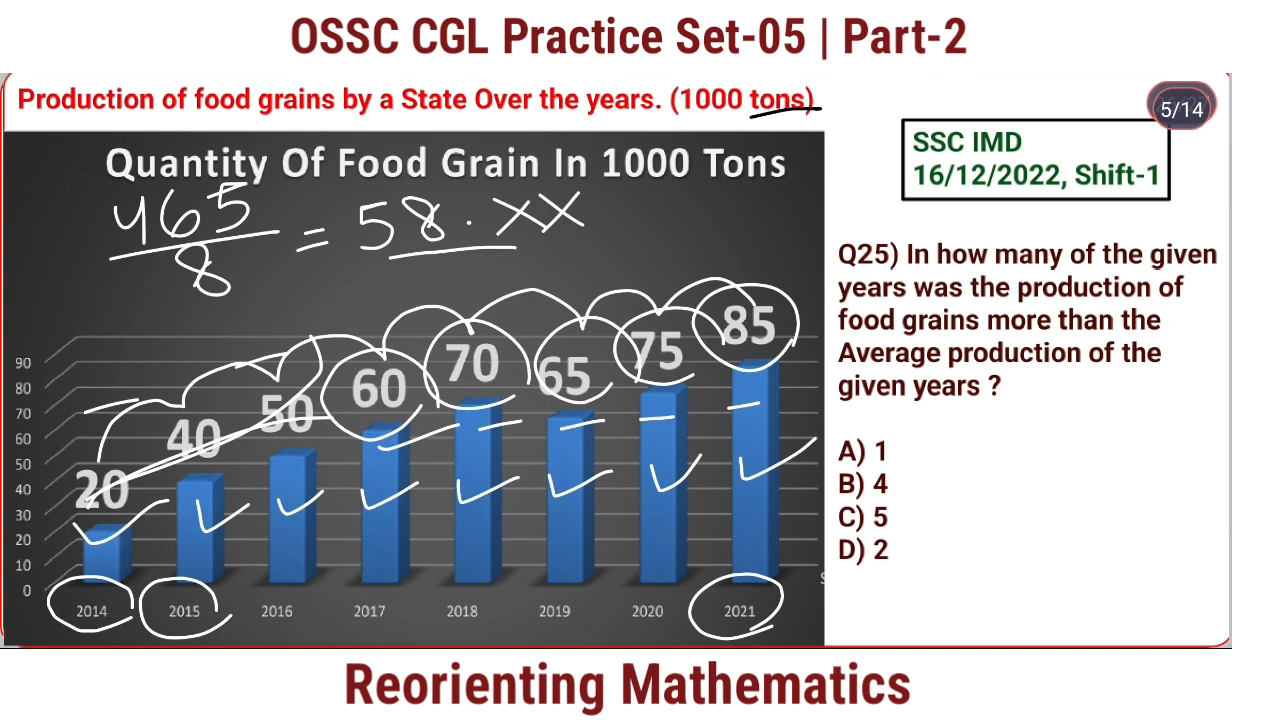 OSSC CGL Practice Set-05 | Part-2
Production of food grains by a State Over the years. (1000 tons)
5/14
SSC IMD
16/12/2022, Shift-1
Quantity Of Food Grain In 1000 Tons
465
8
= 58.XX
Q25) In how many of the given
years was the production of
food grains more than the
Average production of the
given years ?
A) 1
B) 4
C) 5
D) 2
20 40 50 60 70 65 75 85
90
80
70
60
50
40
30
20
10
0
2014 2015 2016 2017 2018 2019 2020 2021
Reorienting Mathematics